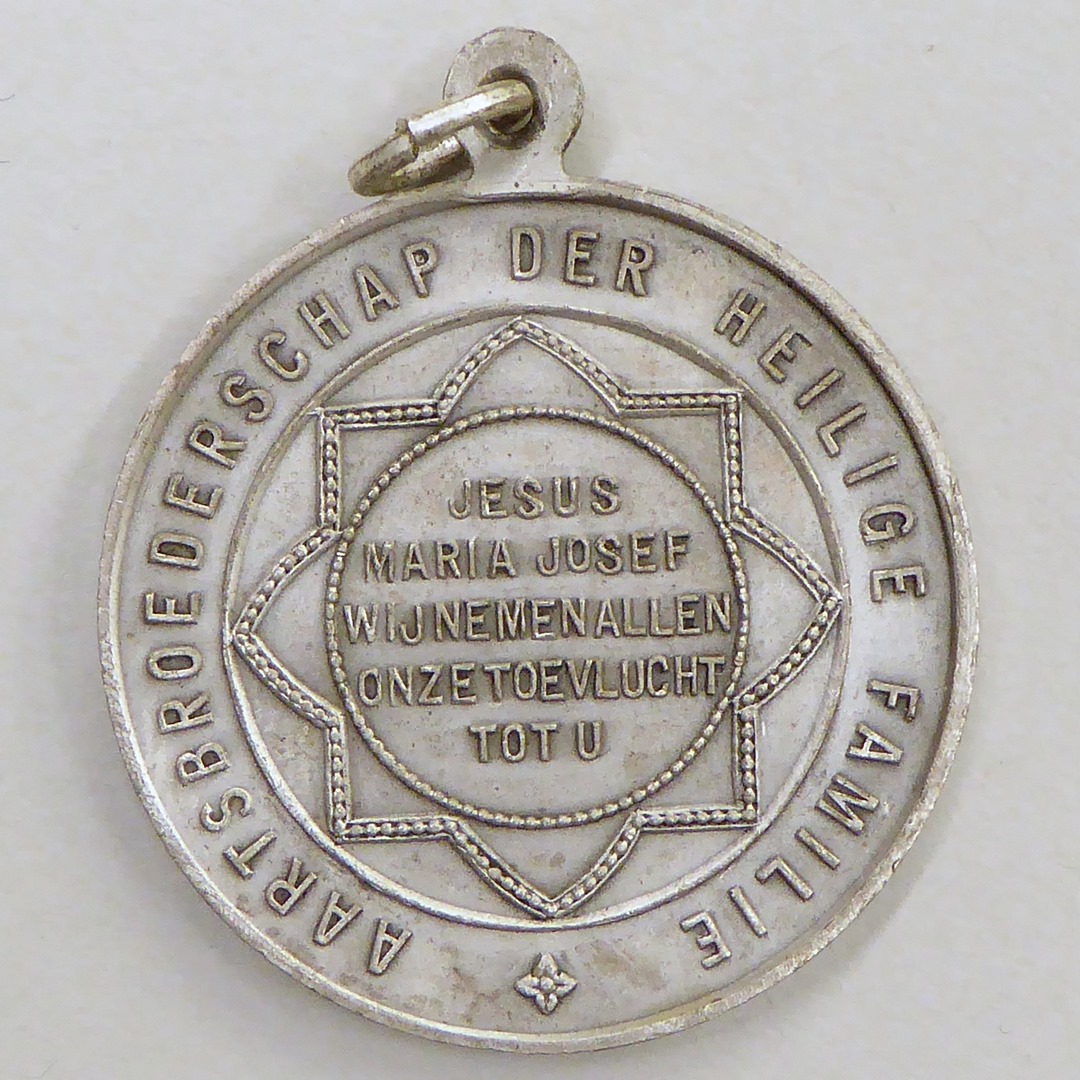 AARTSBROEDERSCHAP DER HEILIGE FAMILIE
JESUS
MARIA JOSEF
WIJ NEMEN ALLEN
ONZE TOEVLUCHT
TOT U